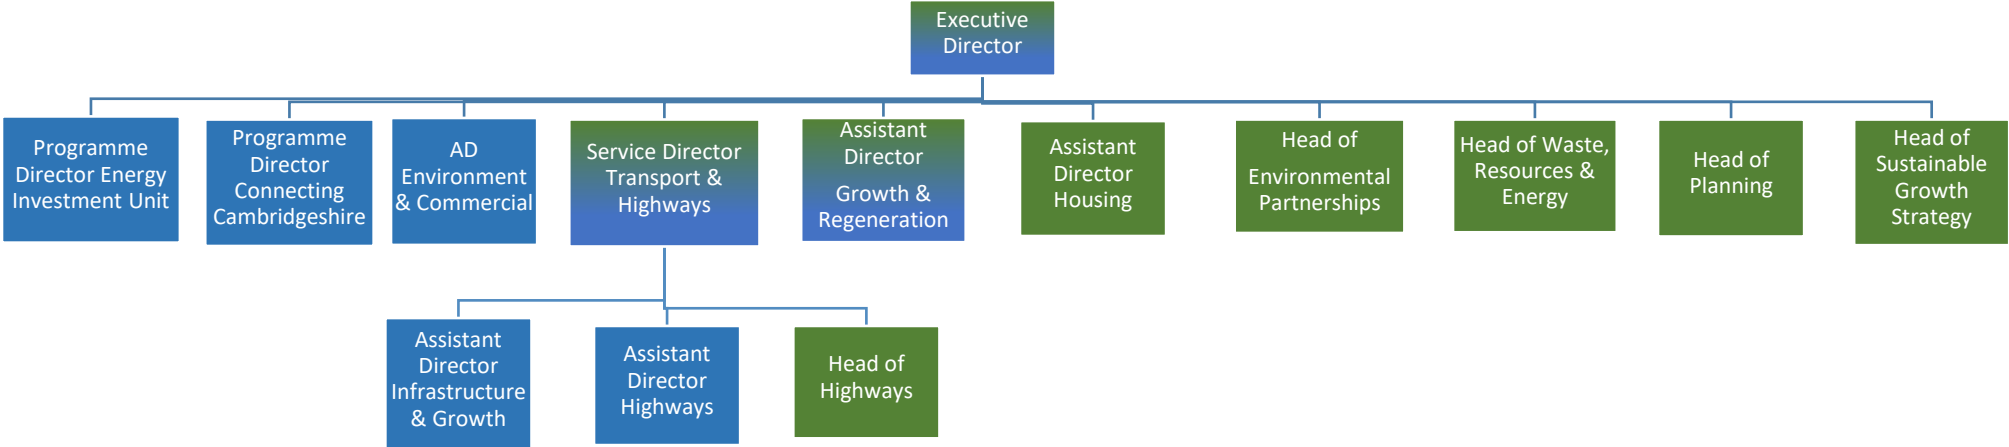 Executive
Director
Programme
Director Energy
Investment Unit
Programme
Director
Connecting
Cambridgeshire
AD
Environment
& Commercial
Service Director
Transport &
Highways
Assistant
Director
Growth &
Regeneration
Assistant
Director
Housing
Head of
Environmental
Partnerships
Head of Waste,
Resources &
Energy
Head of
Planning
Head of
Sustainable
Growth
Strategy
Assistant
Director
Infrastructure
& Growth
Assistant
Director
Highways
Head of
Highways